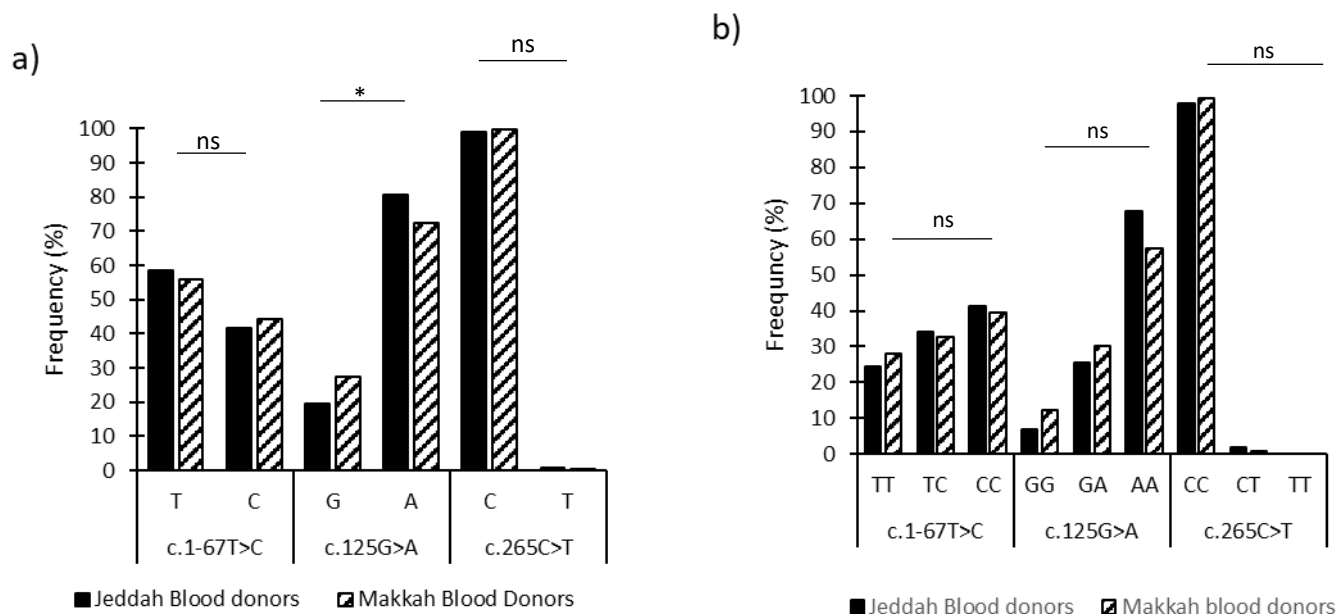 a)
ns
*
ns
Frequency (%)
100
90
80
70
60
50
40
30
20
10
0
T C G A C T
c.1-67T>C c.125G>A c.265C>T
Jeddah Blood donors Makkah Blood Donors
b)
ns
ns
ns
Freequncy (%)
100
90
80
70
60
50
40
30
20
10
0
TT TC CC GG GA AA CC CT TT
c.1-67T>C c.125G>A c.265C>T
Jeddah Blood donors Makkah Blood donors